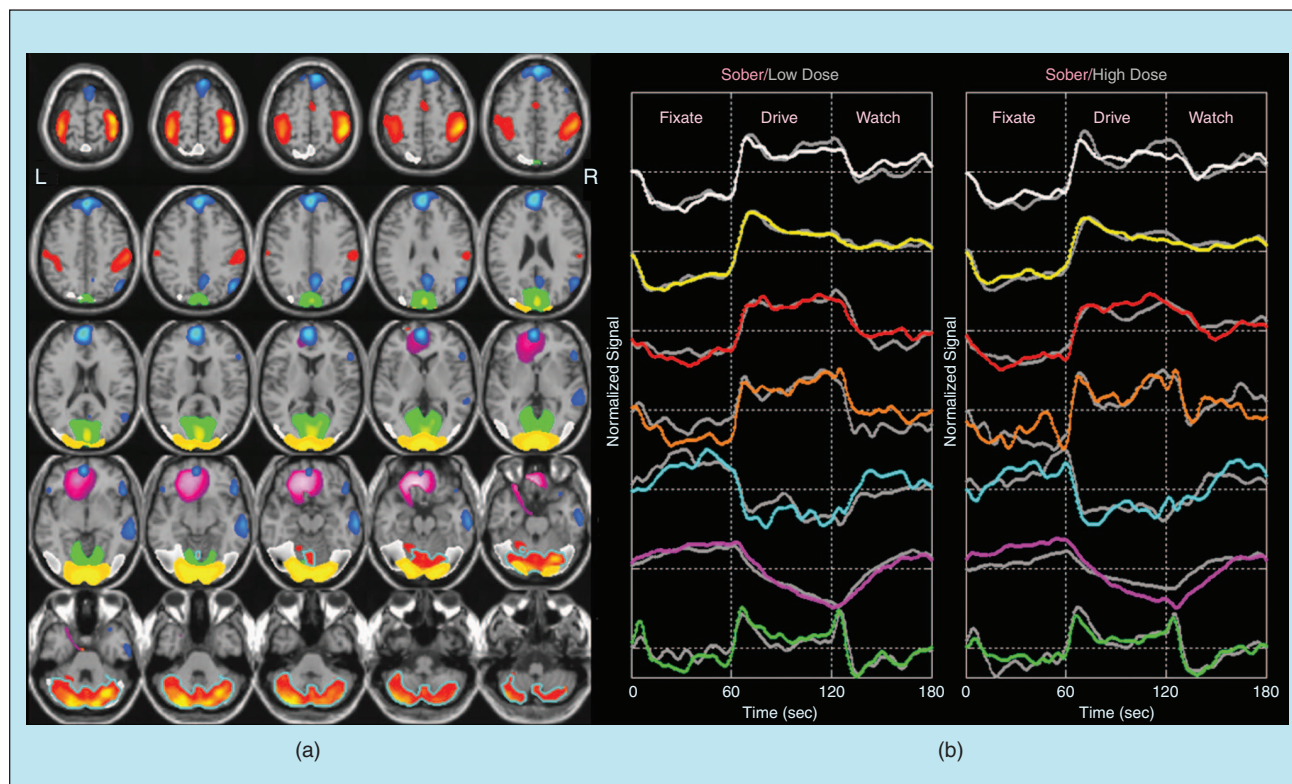 L
R
Sober/Low Dose
Fixate
Drive
Watch
Sober/High Dose
Fixate
Drive
Watch
Normalized Signal
Normalized Signal
0
60
120
180
Time (sec)
0
60
120
180
Time (sec)
(a)
(b)